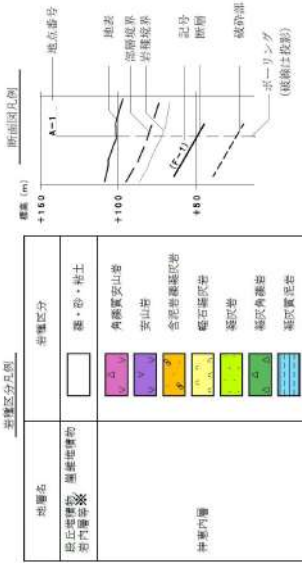 岩種区分凡例
地層名
岩種区分
段丘堆積物、崖錐堆積物
岩内層等※
礫・砂・粘土
神恵内層
角礫質安山岩
安山岩
含泥岩礫凝灰岩
軽石凝灰岩
凝灰岩
凝灰角礫岩
凝灰質泥岩
断面図凡例
標高 (m)
+150
+100
+50
A-1
(F-1)
地点番号
地表
部層境界
岩種境界
記号
断層
破砕部
ボーリング
(破線は投影)